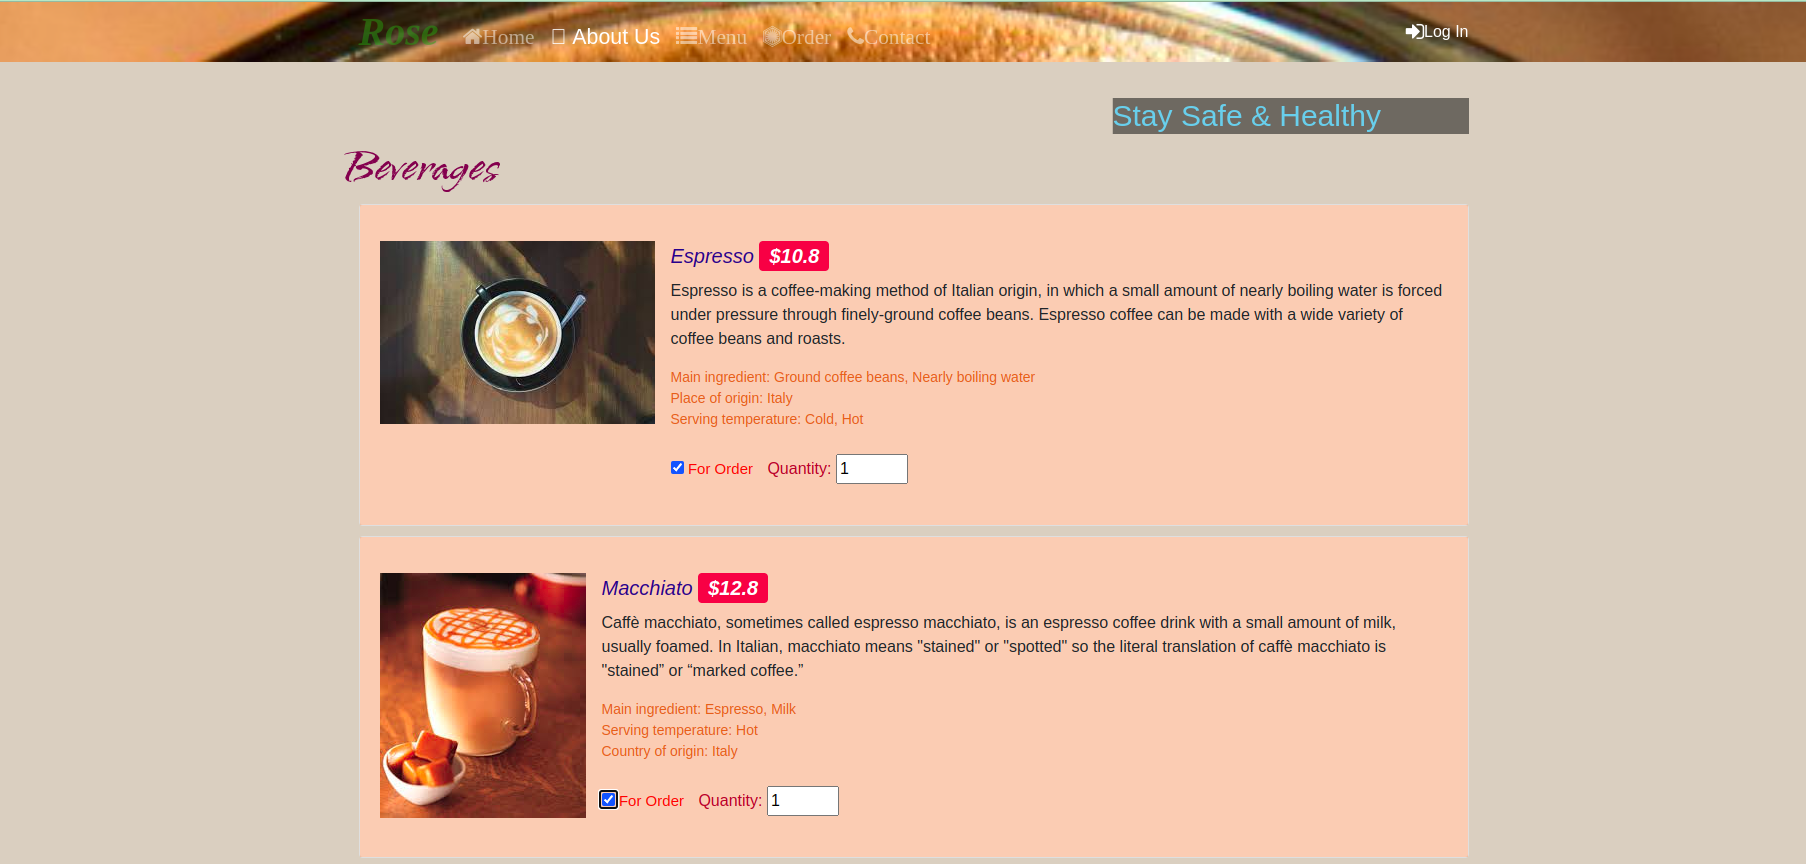 Rose Home About Us Menu Order Contact Log In
Stay Safe & Healthy
Beverages
Espresso $10.8
Espresso is a coffee-making method of Italian origin, in which a small amount of nearly boiling water is forced
under pressure through finely-ground coffee beans. Espresso coffee can be made with a wide variety of
coffee beans and roasts.
Main ingredient: Ground coffee beans, Nearly boiling water
Place of origin: Italy
Serving temperature: Cold, Hot
For Order Quantity: 1
Macchiato $12.8
Caffè macchiato, sometimes called espresso macchiato, is an espresso coffee drink with a small amount of milk,
usually foamed. In Italian, macchiato means "stained" or "spotted" so the literal translation of caffè macchiato is
"stained” or “marked coffee.”
Main ingredient: Espresso, Milk
Serving temperature: Hot
Country of origin: Italy
For Order Quantity: 1